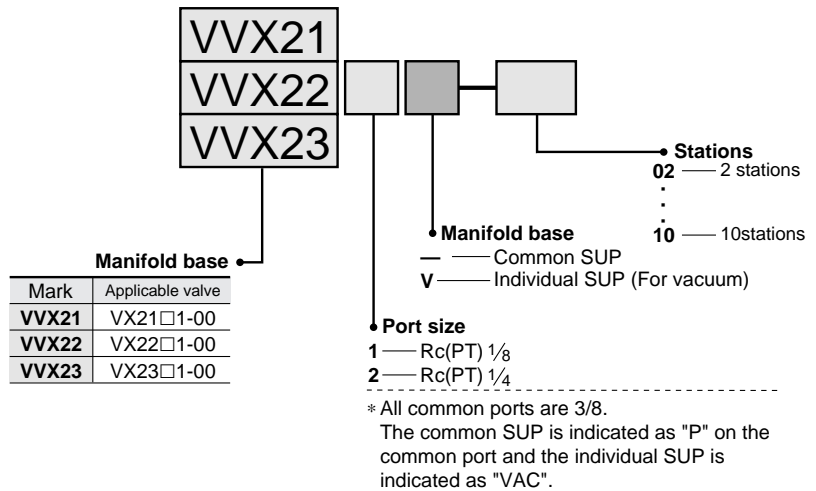 VVX21
VVX22
VVX23
Stations
02 — 2 stations
.
.
.
10 — 10stations
Manifold base
— — Common SUP
V — Individual SUP (For vacuum)
Manifold base
Mark Applicable valve
VVX21 VX21□1-00
VVX22 VX22□1-00
VVX23 VX23□1-00
Port size
1 — Rc(PT) 1/8
2 — Rc(PT) 1/4
* All common ports are 3/8.
The common SUP is indicated as "P" on the
common port and the individual SUP is
indicated as "VAC".